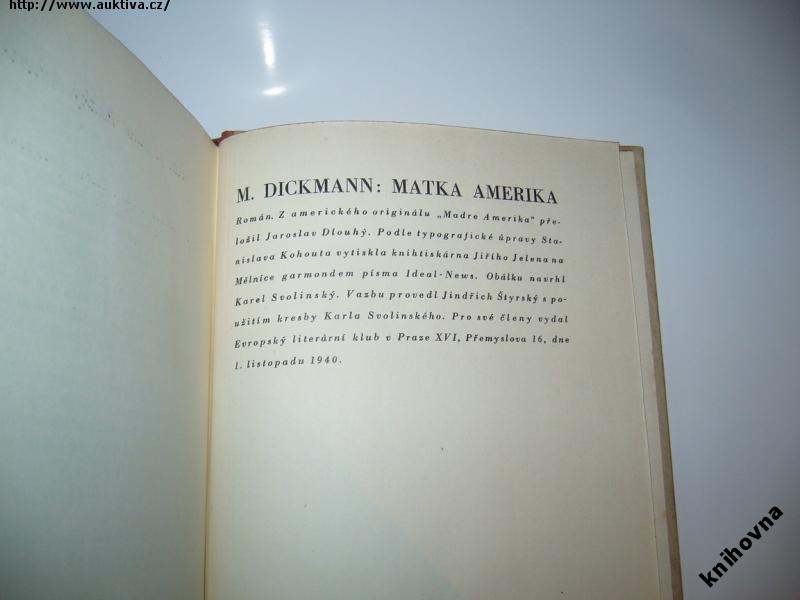 http://www.auktiva.cz/
M. DICKMANN: MATKA AMERIKA
Román. Z amerického originálu „Madre Amerika“ pře-
ložil Jaroslav Dlouhý. Podle typografické úpravy Sta-
nislava Kohouta vytiskla knihtiskárna Jiřího Jelena na
Mělníce garmondem písma Ideal-News. Obálku navrhl
Karel Svolinský. Vazbu provedl Jindřich Štyrský s po-
užitím kresby Karla Svolinského. Pro své členy vydal
Evropský literární klub v Praze XVI, Přemyslova 16, dne
1. listopadu 1940.
knihovna